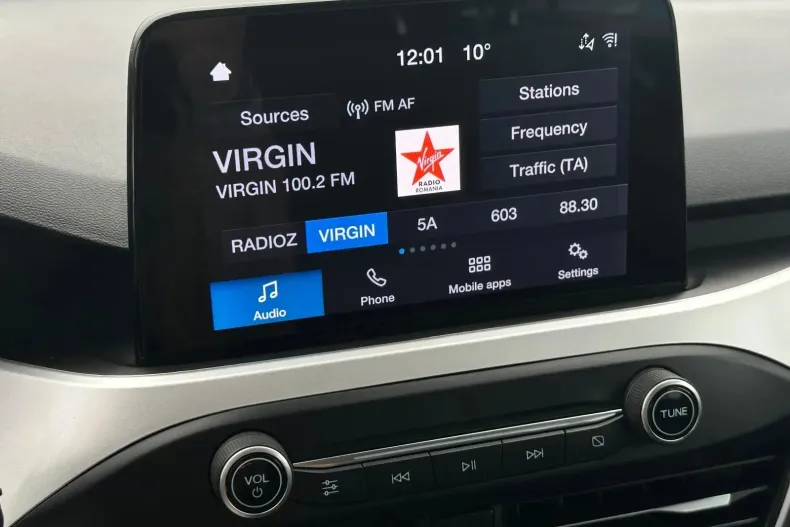 12:01 10°
Sources
FM AF
Stations
VIRGIN
VIRGIN 100.2 FM
Virgin
RADIO
ROMANIA
Frequency
Traffic (TA)
RADIOZ VIRGIN 5A 603 88.30
Audio Phone Mobile apps Settings
VOL
TUNE